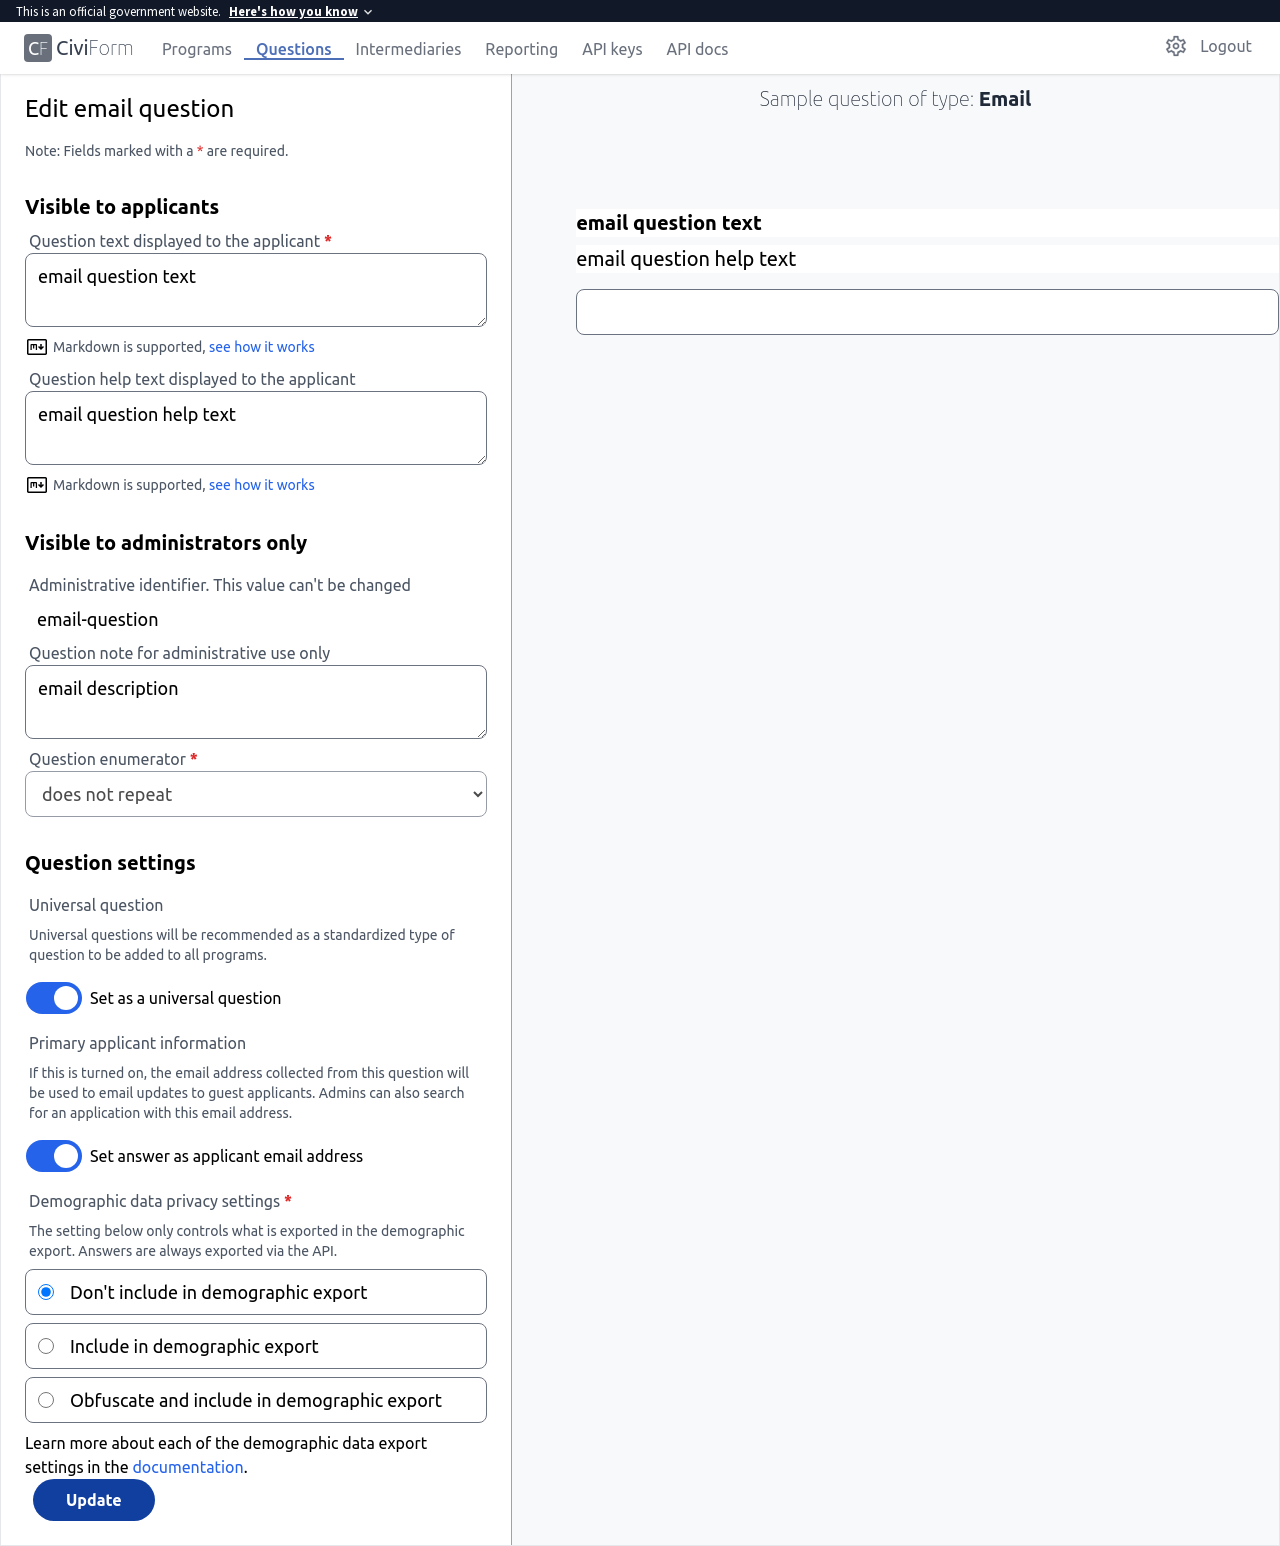 This is an official government website. Here's how you know
CF CiviForm Programs Questions Intermediaries Reporting API keys API docs Logout
Edit email question
Note: Fields marked with a * are required.
Visible to applicants
Question text displayed to the applicant *
email question text
Markdown is supported, see how it works
Question help text displayed to the applicant
email question help text
Markdown is supported, see how it works
Visible to administrators only
Administrative identifier. This value can't be changed
email-question
Question note for administrative use only
email description
Question enumerator *
does not repeat
Question settings
Universal question
Universal questions will be recommended as a standardized type of
question to be added to all programs.
Set as a universal question
Primary applicant information
If this is turned on, the email address collected from this question will
be used to email updates to guest applicants. Admins can also search
for an application with this email address.
Set answer as applicant email address
Demographic data privacy settings *
The setting below only controls what is exported in the demographic
export. Answers are always exported via the API.
Don't include in demographic export
Include in demographic export
Obfuscate and include in demographic export
Learn more about each of the demographic data export
settings in the documentation.
Update
Sample question of type: Email
email question text
email question help text